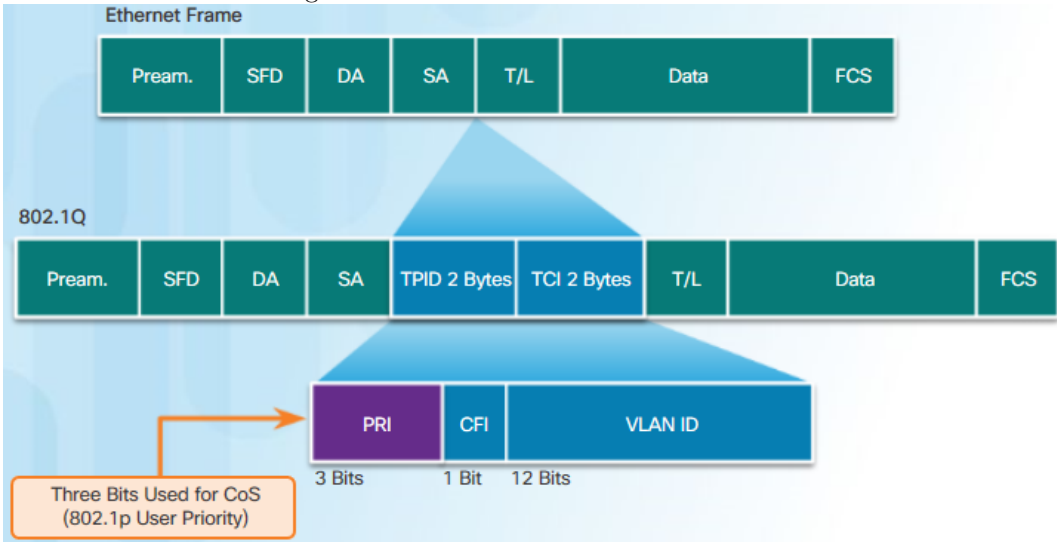 Ethernet Frame
Pream. SFD DA SA T/L Data FCS
802.1Q
Pream. SFD DA SA TPID 2 Bytes TCI 2 Bytes T/L Data FCS
PRI CFI VLAN ID
3 Bits 1 Bit 12 Bits
Three Bits Used for CoS
(802.1p User Priority)